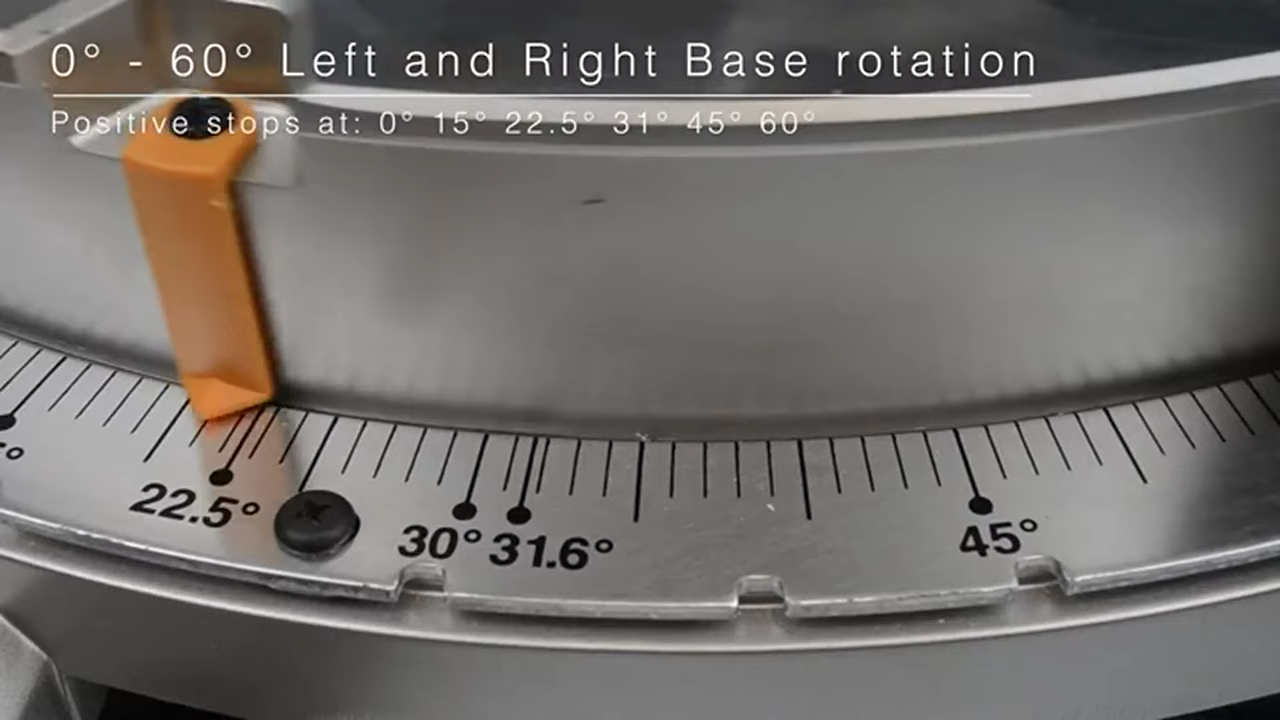 0° - 60° Left and Right Base rotation
Positive stops at: 0° 15° 22.5° 31° 45° 60°
22.5°
30° 31.6°
45°